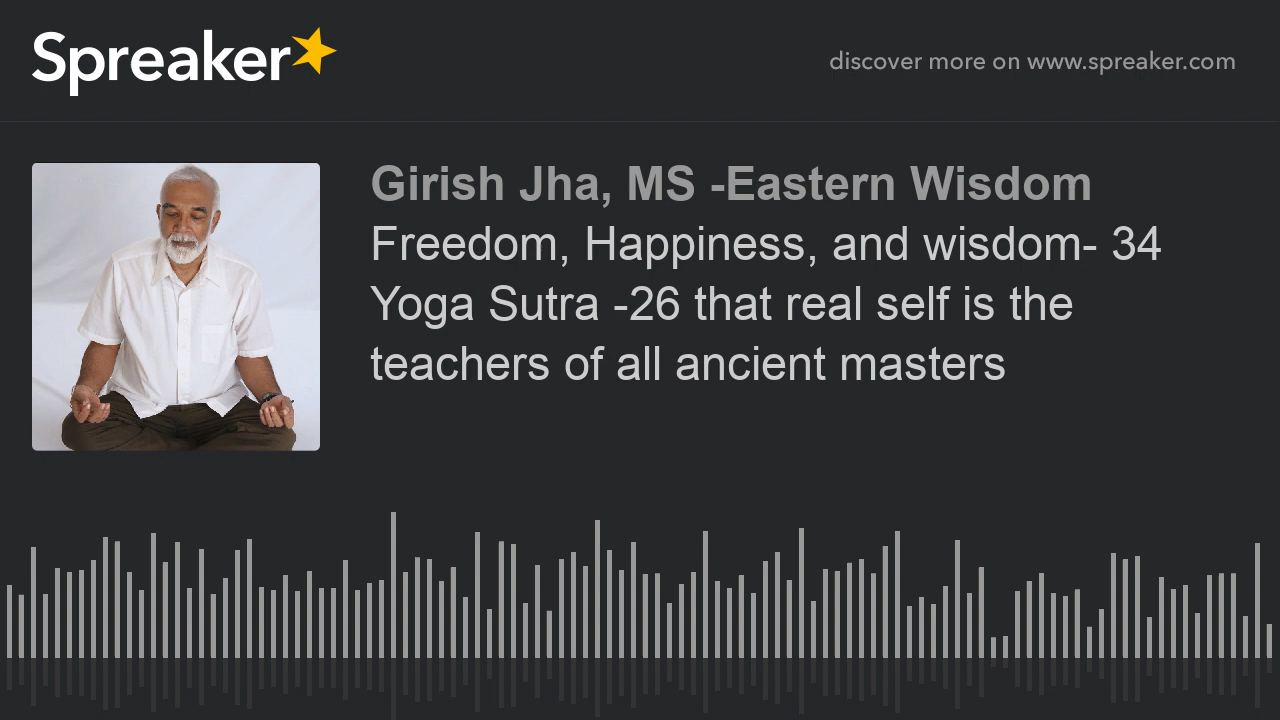 Spreaker
discover more on www.spreaker.com
Girish Jha, MS -Eastern Wisdom
Freedom, Happiness, and wisdom- 34
Yoga Sutra -26 that real self is the
teachers of all ancient masters